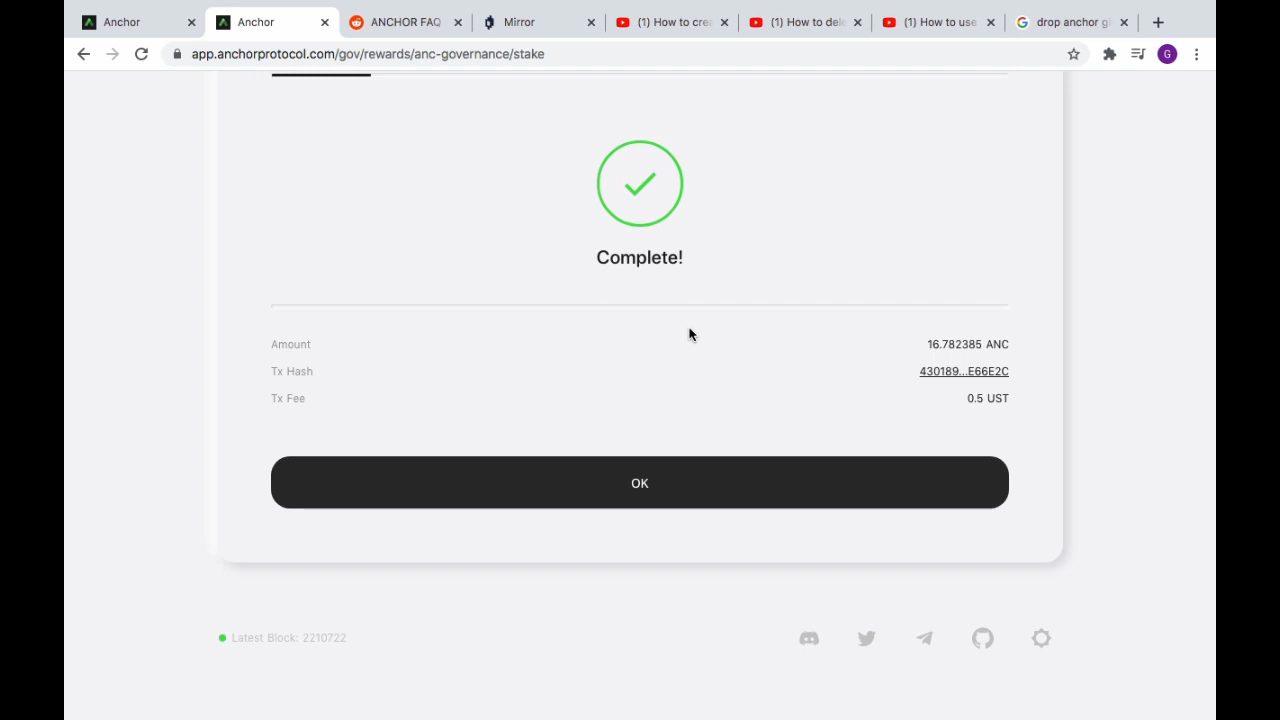 Anchor
Anchor
ANCHOR FAQ
Mirror
(1) How to cre
(1) How to del
(1) How to use
drop anchor gi
app.anchorprotocol.com/gov/rewards/anc-governance/stake
G
Complete!
Amount 16.782385 ANC
Tx Hash 430189...E66E2C
Tx Fee 0.5 UST
OK
Latest Block: 2210722